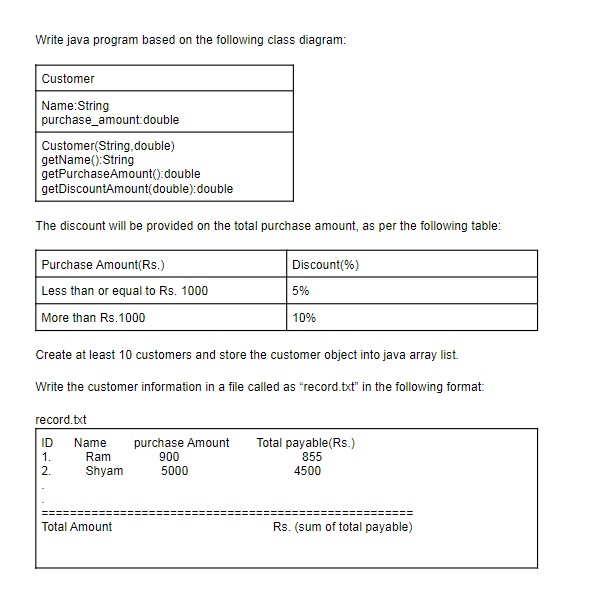 Write java program based on the following class diagram:
Customer
Name:String
purchase_amount:double
Customer(String,double)
getName():String
getPurchaseAmount():double
getDiscountAmount(double):double
The discount will be provided on the total purchase amount, as per the following table:
Purchase Amount(Rs.) Discount(%)
Less than or equal to Rs. 1000 5%
More than Rs.1000 10%
Create at least 10 customers and store the customer object into java array list.
Write the customer information in a file called as “record.txt” in the following format:
record.txt
ID Name purchase Amount Total payable(Rs.)
1. Ram 900 855
2. Shyam 5000 4500
.
.
=====================================================
Total Amount Rs. (sum of total payable)